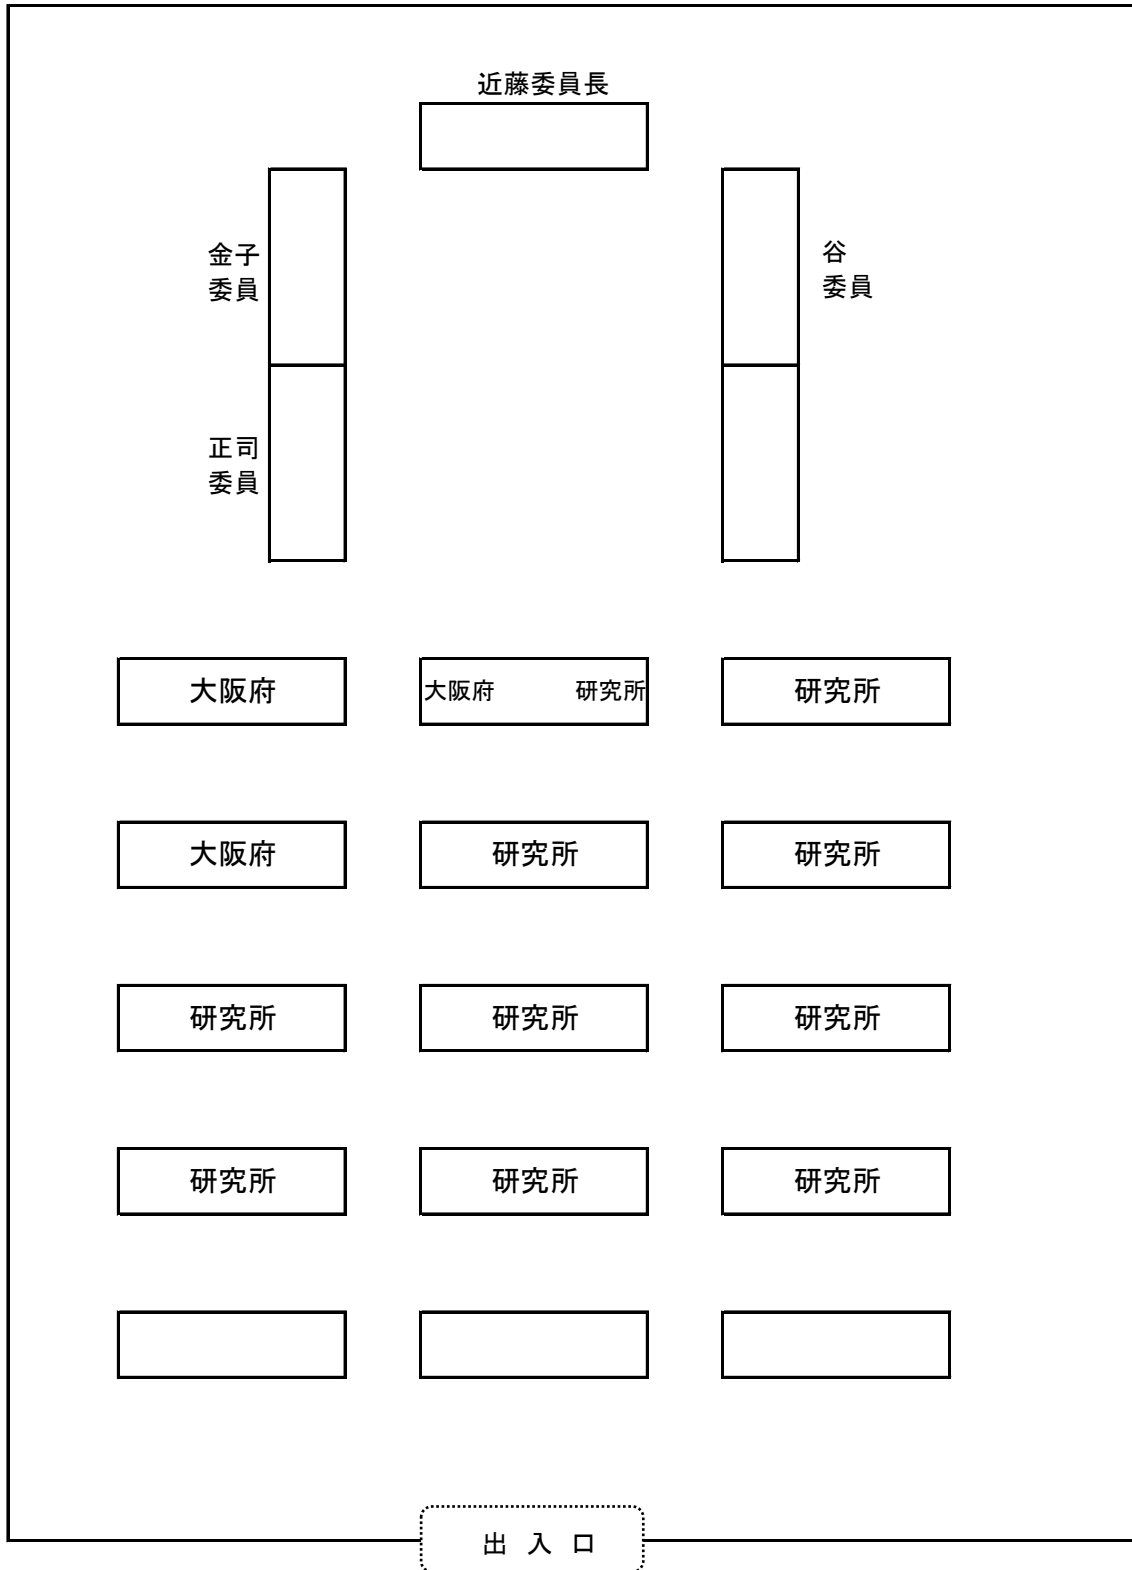 近藤委員長
金子
委員
谷
委員
正司
委員
大阪府
大阪府 研究所
研究所
大阪府
研究所
研究所
研究所
研究所
研究所
研究所
研究所
研究所
出 入 口